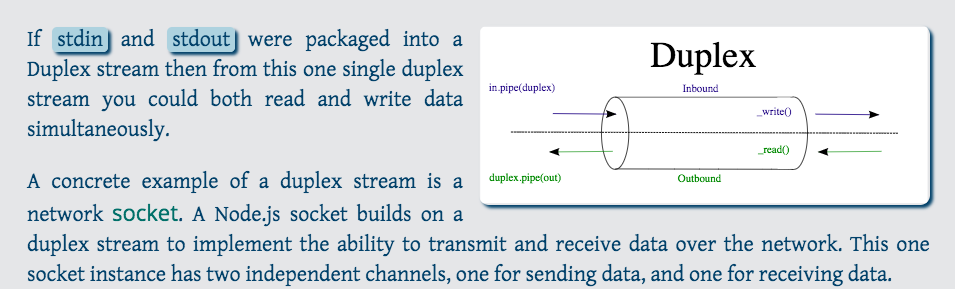 If stdin and stdout were packaged into a
Duplex stream then from this one single duplex
stream you could both read and write data
simultaneously.
A concrete example of a duplex stream is a
network socket. A Node.js socket builds on a
duplex stream to implement the ability to transmit and receive data over the network. This one
socket instance has two independent channels, one for sending data, and one for receiving data.
Duplex
in.pipe(duplex)
Inbound
_write()
_read()
duplex.pipe(out)
Outbound